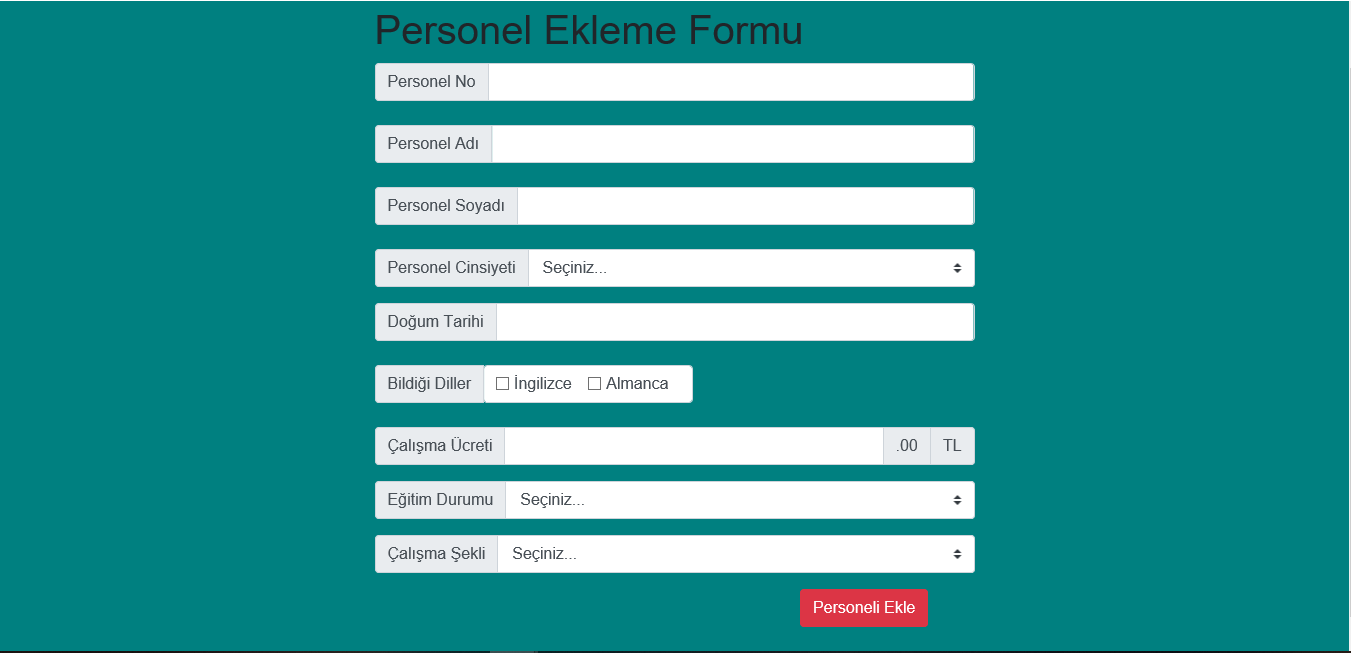 Personel Ekleme Formu
Personel No
Personel Adı
Personel Soyadı
Personel Cinsiyeti Seçiniz...
Doğum Tarihi
Bildiği Diller İngilizce Almanca
Çalışma Ücreti .00 TL
Eğitim Durumu Seçiniz...
Çalışma Şekli Seçiniz...
Personeli Ekle